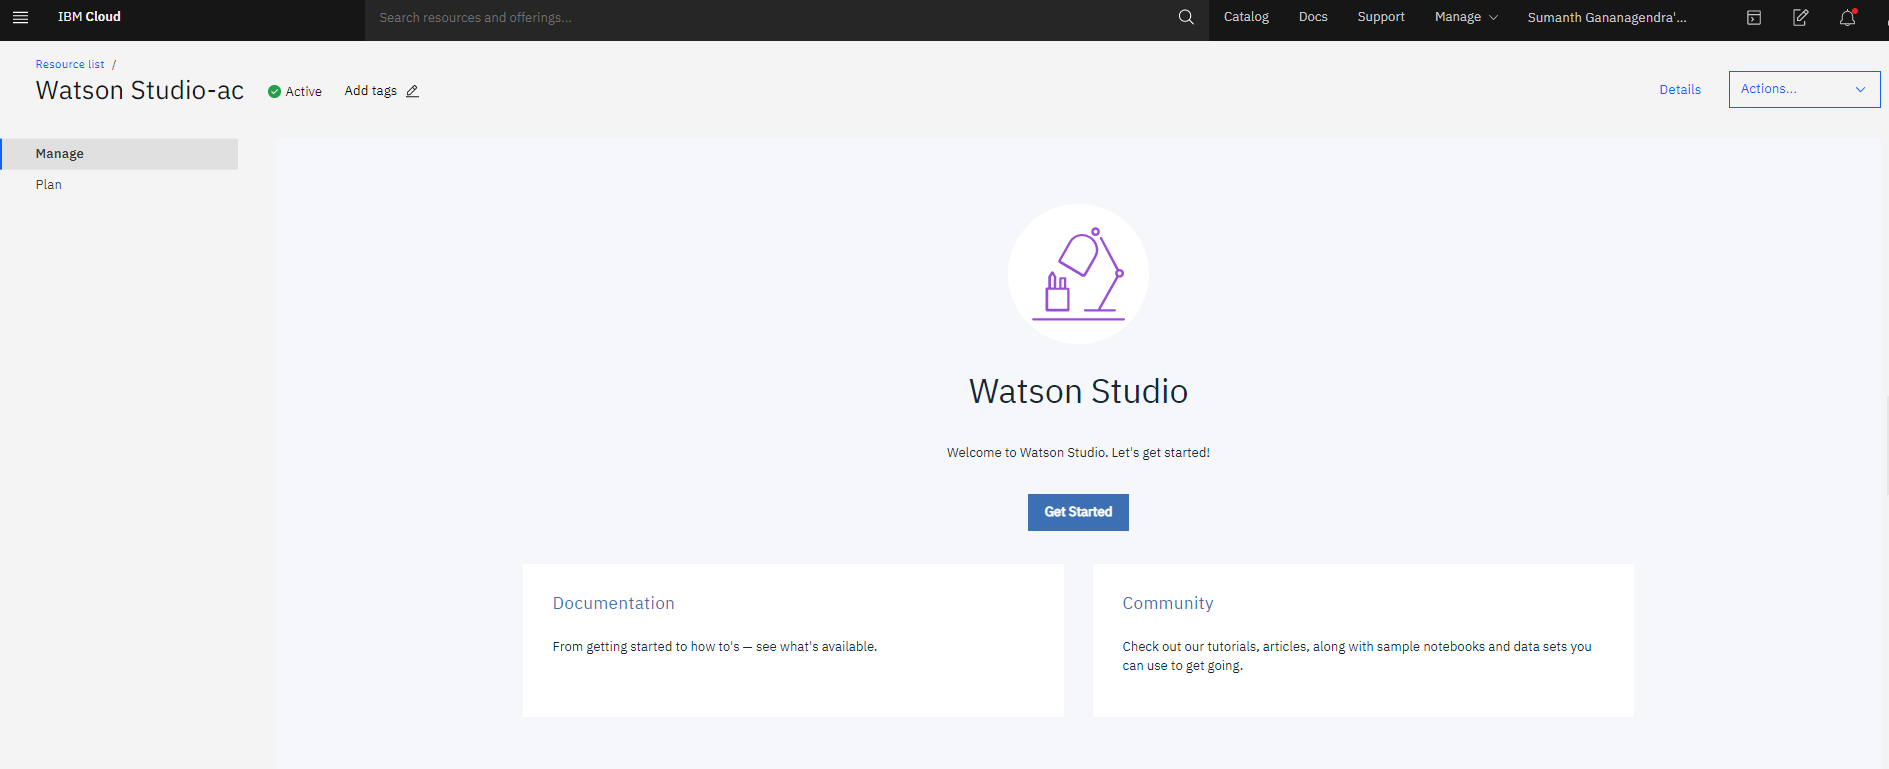 IBM Cloud
Search resources and offerings...
Catalog
Docs
Support
Manage
Sumanth Gananagendra'...
Resource list /
Watson Studio-ac
Active
Add tags
Details
Actions...
Manage
Plan
Watson Studio
Welcome to Watson Studio. Let's get started!
Get Started
Documentation
From getting started to how to's — see what's available.
Community
Check out our tutorials, articles, along with sample notebooks and data sets you
can use to get going.